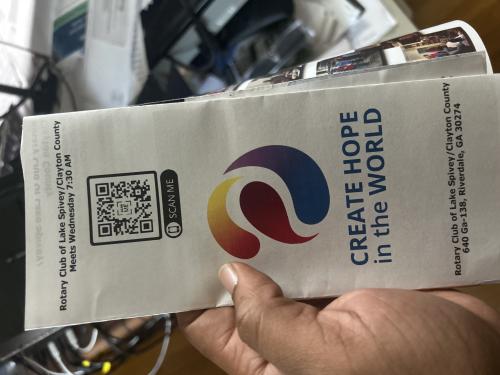 Rotary Club of Lake Spivey/Clayton County
Meets Wednesday 7:30 AM
SCAN ME
CREATE HOPE
in the WORLD
Rotary Club of Lake Spivey/Clayton County
640 Ga-138, Riverdale, GA 30274